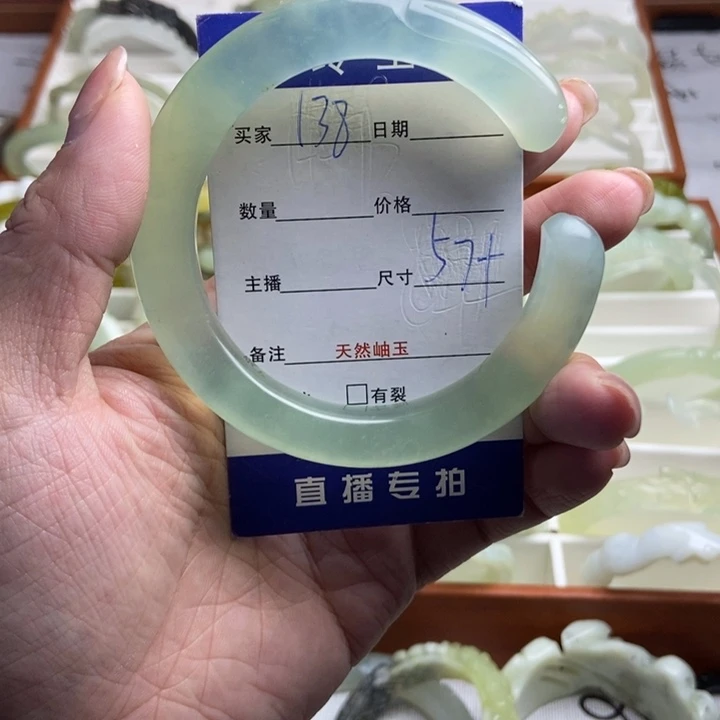 买家 138 日期
数量 价格
主播 尺寸 57+
备注 天然岫玉
有裂
直播专拍